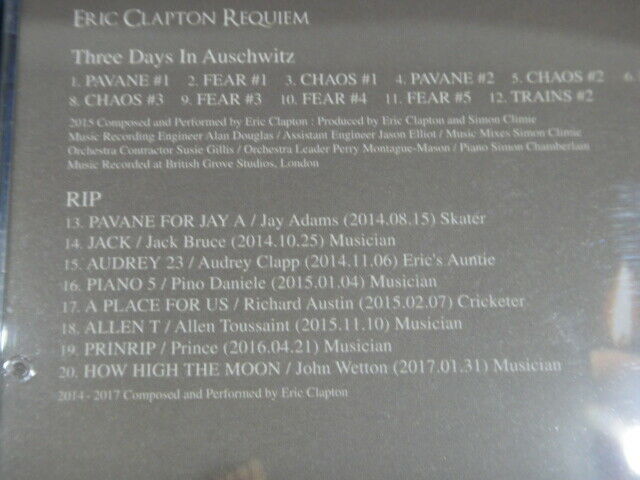 ERIC CLAPTON REQUIEM
Three Days In Auschwitz
1. PAVANE #1 2. FEAR #1 3. CHAOS #1 4. PAVANE #2 5. CHAOS #2 6.
8. CHAOS #3 9. FEAR #3 10. FEAR #4 11. FEAR #5 12. TRAINS #2
2015 Composed and Performed by Eric Clapton : Produced by Eric Clapton and Simon Climie
Music Recording Engineer Alan Douglas / Assistant Engineer Jason Elliot / Music Mixes Simon Climie
Orchestra Contractor Susie Gillis / Orchestra Leader Perry Montague-Mason / Piano Simon Chamberlain
Music Recorded at British Grove Studios, London
RIP
13. PAVANE FOR JAY A / Jay Adams (2014.08.15) Skater
14. JACK / Jack Bruce (2014.10.25) Musician
15. AUDREY 23 / Audrey Clapp (2014.11.06) Eric's Auntie
16. PIANO 5 / Pino Daniele (2015.01.04) Musician
17. A PLACE FOR US / Richard Austin (2015.02.07) Cricketer
18. ALLEN T / Allen Toussaint (2015.11.10) Musician
19. PRINRIP / Prince (2016.04.21) Musician
20. HOW HIGH THE MOON / John Wetton (2017.01.31) Musician
2014 - 2017 Composed and Performed by Eric Clapton